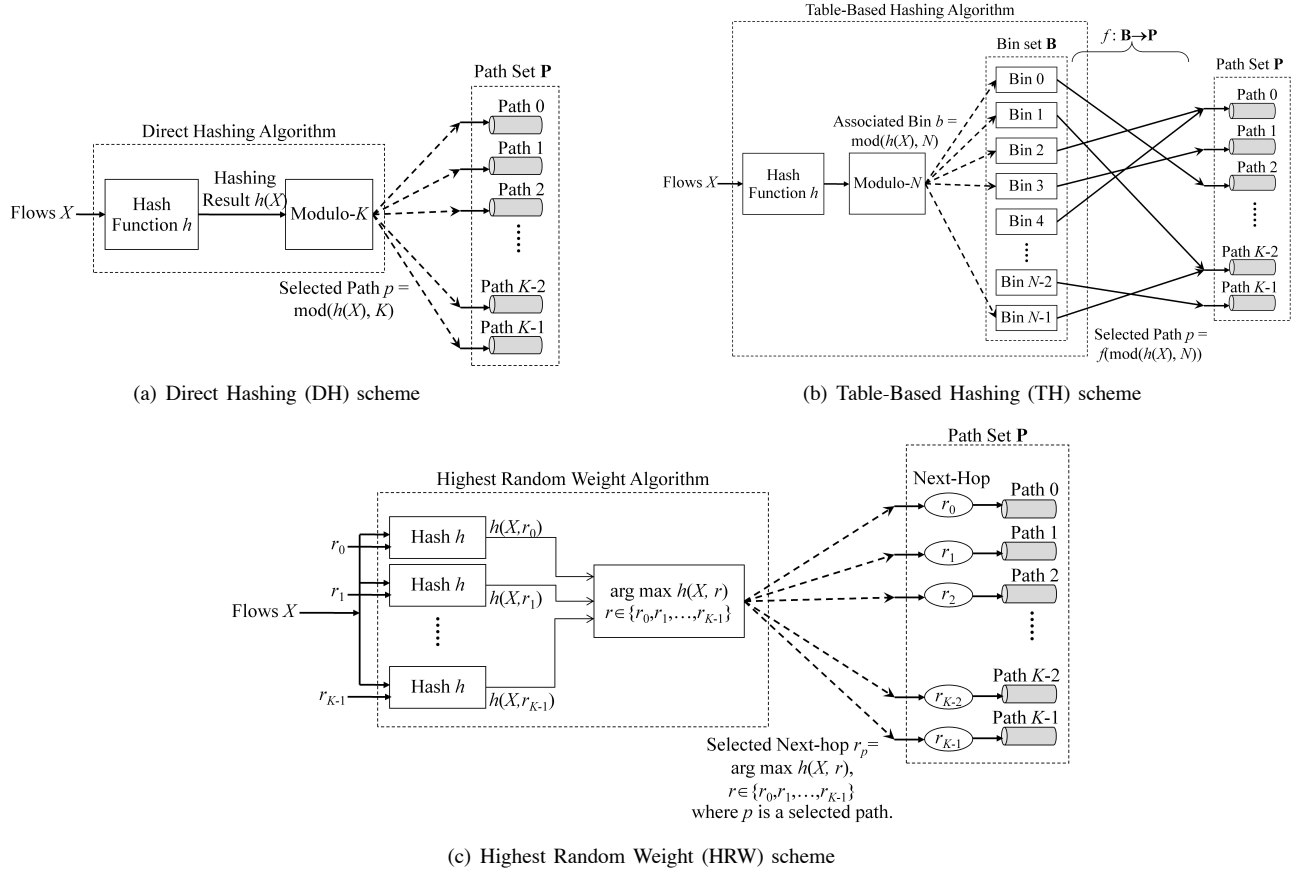 Direct Hashing Algorithm
Flows X
Hash
Function h
Hashing
Result h(X)
Modulo-K
Selected Path p =
mod(h(X), K)
Path Set P
Path 0
Path 1
Path 2
Path K-2
Path K-1
(a) Direct Hashing (DH) scheme
Table-Based Hashing Algorithm
Flows X
Hash
Function h
Modulo-N
Associated Bin b =
mod(h(X), N)
Bin set B
Bin 0
Bin 1
Bin 2
Bin 3
Bin 4
Bin N-2
Bin N-1
f : B→P
Path Set P
Path 0
Path 1
Path 2
Path K-2
Path K-1
Selected Path p =
f(mod(h(X), N))
(b) Table-Based Hashing (TH) scheme
Highest Random Weight Algorithm
Flows X
r0
r1
rK-1
Hash h
Hash h
Hash h
h(X,r0)
h(X,r1)
h(X,rK-1)
arg max h(X, r)
r∈{r0,r1,…,rK-1}
Path Set P
Next-Hop
r0
Path 0
r1
Path 1
r2
Path 2
rK-2
Path K-2
rK-1
Path K-1
Selected Next-hop rp=
arg max h(X, r),
r∈{r0,r1,…,rK-1}
where p is a selected path.
(c) Highest Random Weight (HRW) scheme